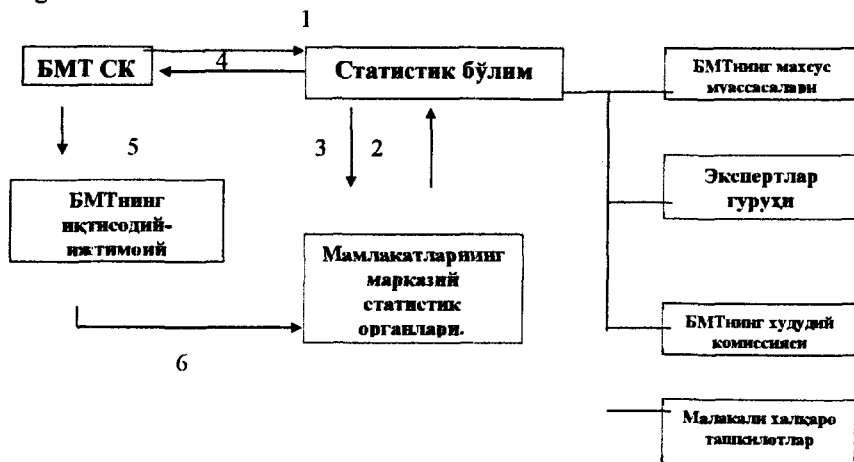 1
БМТ СК
4
Статистик бўлим
БМТнинг махсус
муассасалари
3 2
5
БМТнинг
иқтисодий-
ижтимоий
Экспертлар
гуруҳи
Мамлакатларнинг
марказий
статистик
органлари.
6
БМТнинг худудий
комиссияси
Малакали халқаро
ташкилотлар